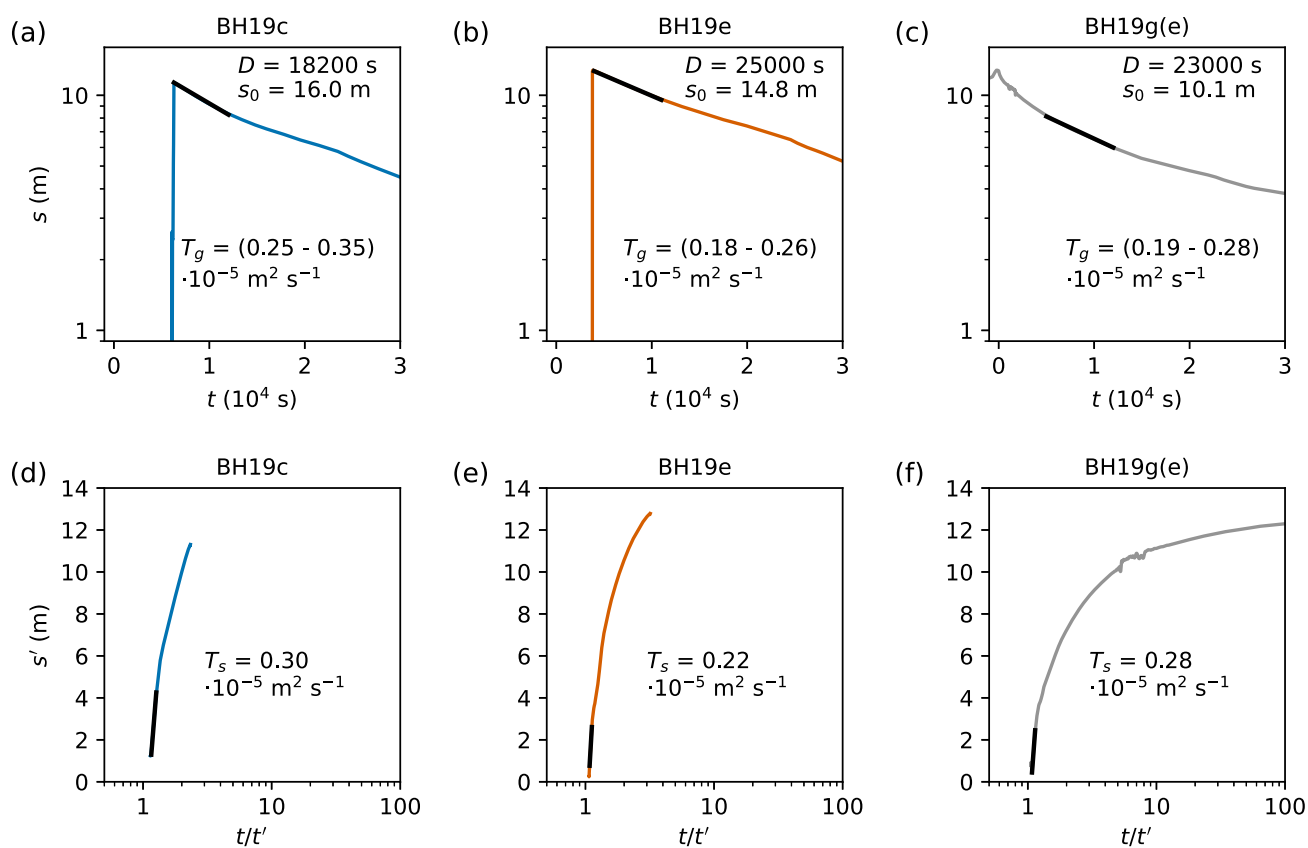 (a) BH19c
D = 18200 s
s₀ = 16.0 m
T_g = (0.25 - 0.35)
·10⁻⁵ m² s⁻¹
10
1
s (m)
0 1 2 3
t (10⁴ s)
(b) BH19e
D = 25000 s
s₀ = 14.8 m
T_g = (0.18 - 0.26)
·10⁻⁵ m² s⁻¹
10
1
0 1 2 3
t (10⁴ s)
(c) BH19g(e)
D = 23000 s
s₀ = 10.1 m
T_g = (0.19 - 0.28)
·10⁻⁵ m² s⁻¹
10
1
0 1 2 3
t (10⁴ s)
(d) BH19c
14
12
10
8
6
4
2
0
s′ (m)
T_s = 0.30
·10⁻⁵ m² s⁻¹
1 10 100
t/t′
(e) BH19e
14
12
10
8
6
4
2
0
T_s = 0.22
·10⁻⁵ m² s⁻¹
1 10 100
t/t′
(f) BH19g(e)
14
12
10
8
6
4
2
0
T_s = 0.28
·10⁻⁵ m² s⁻¹
1 10 100
t/t′